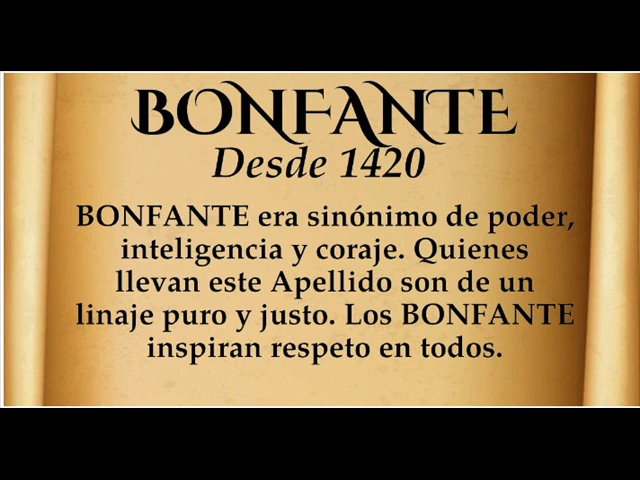 BONFANTE
Desde 1420
BONFANTE era sinónimo de poder,
inteligencia y coraje. Quienes
llevan este Apellido son de un
linaje puro y justo. Los BONFANTE
inspiran respeto en todos.